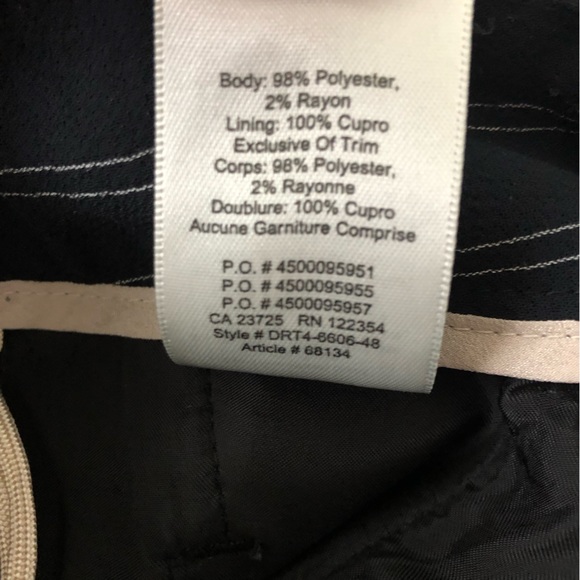 Body: 98% Polyester,
2% Rayon
Lining: 100% Cupro
Exclusive Of Trim
Corps: 98% Polyester,
2% Rayonne
Doublure: 100% Cupro
Aucune Garniture Comprise
P.O. # 4500095951
P.O. # 4500095955
P.O. # 4500095957
CA 23725 RN 122354
Style # DRT4-6606-48
Article # 68134